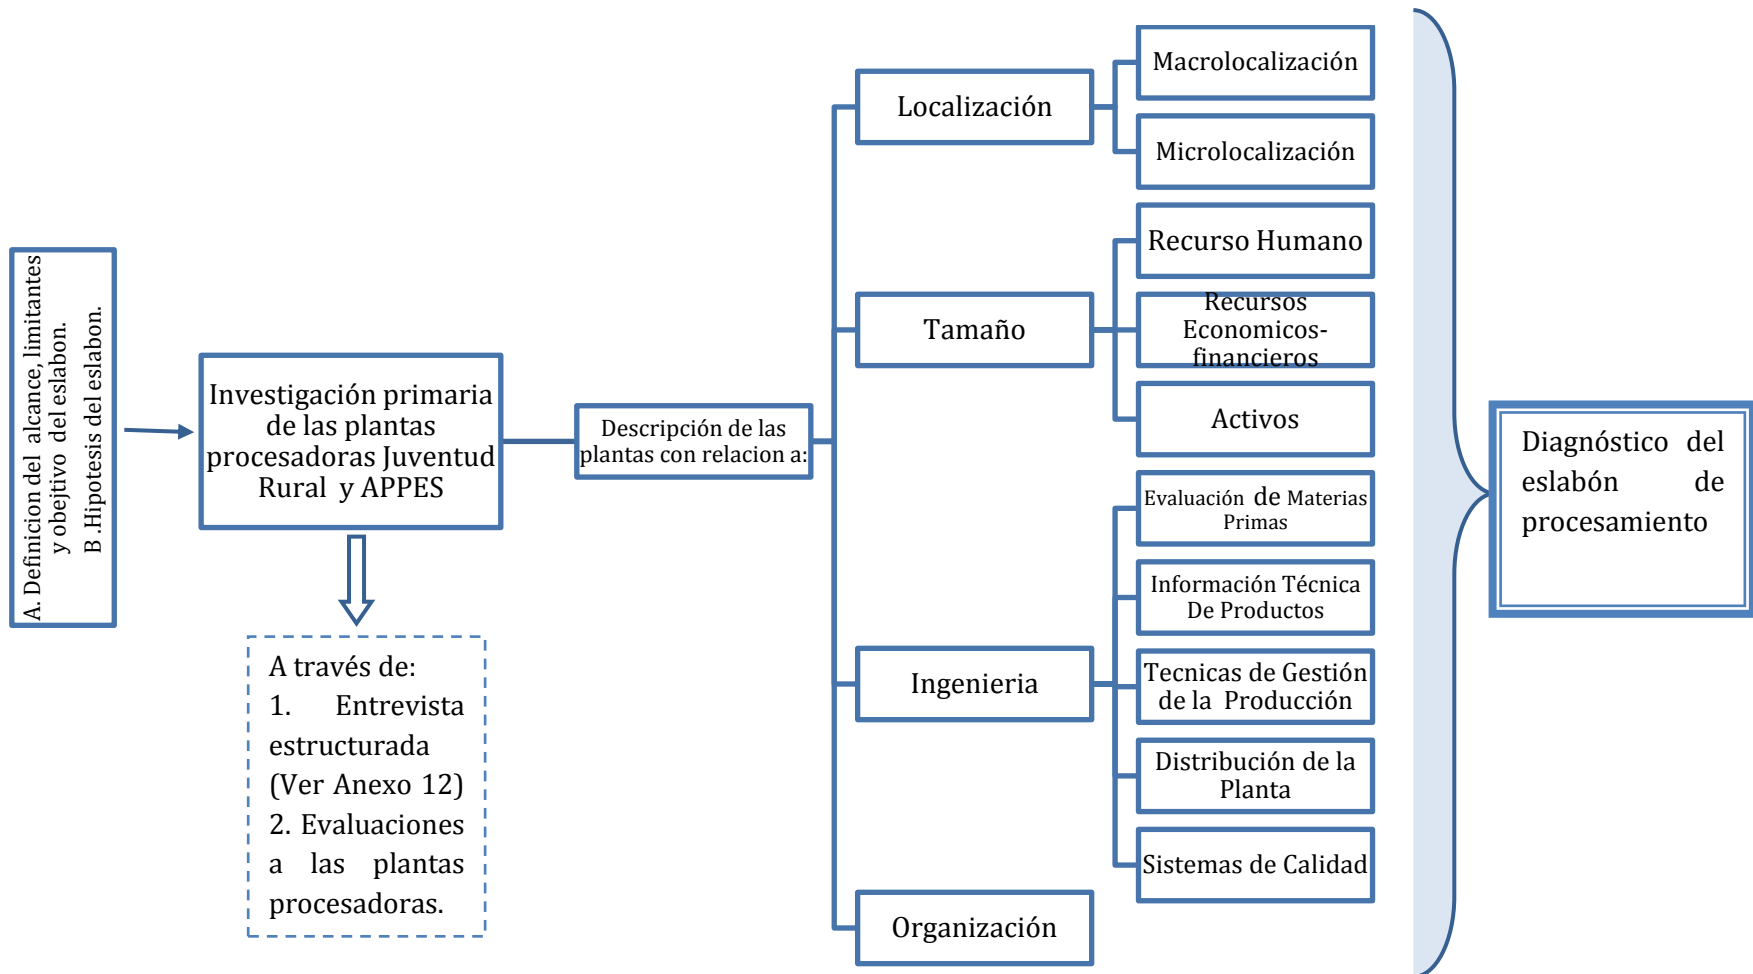 A. Definicion del alcance, limitantes
y obejtivo del eslabon.
B .Hipotesis del eslabon.
Investigación primaria
de las plantas
procesadoras Juventud
Rural y APPES
A través de:
1. Entrevista
estructurada
(Ver Anexo 12)
2. Evaluaciones
a las plantas
procesadoras.
Descripción de las
plantas con relacion a:
Localización
Macrolocalización
Microlocalización
Tamaño
Recurso Humano
Recursos
Economicos-
financieros
Activos
Ingenieria
Evaluación de Materias
Primas
Información Técnica
De Productos
Tecnicas de Gestión
de la Producción
Distribución de la
Planta
Sistemas de Calidad
Organización
Diagnóstico del
eslabón de
procesamiento